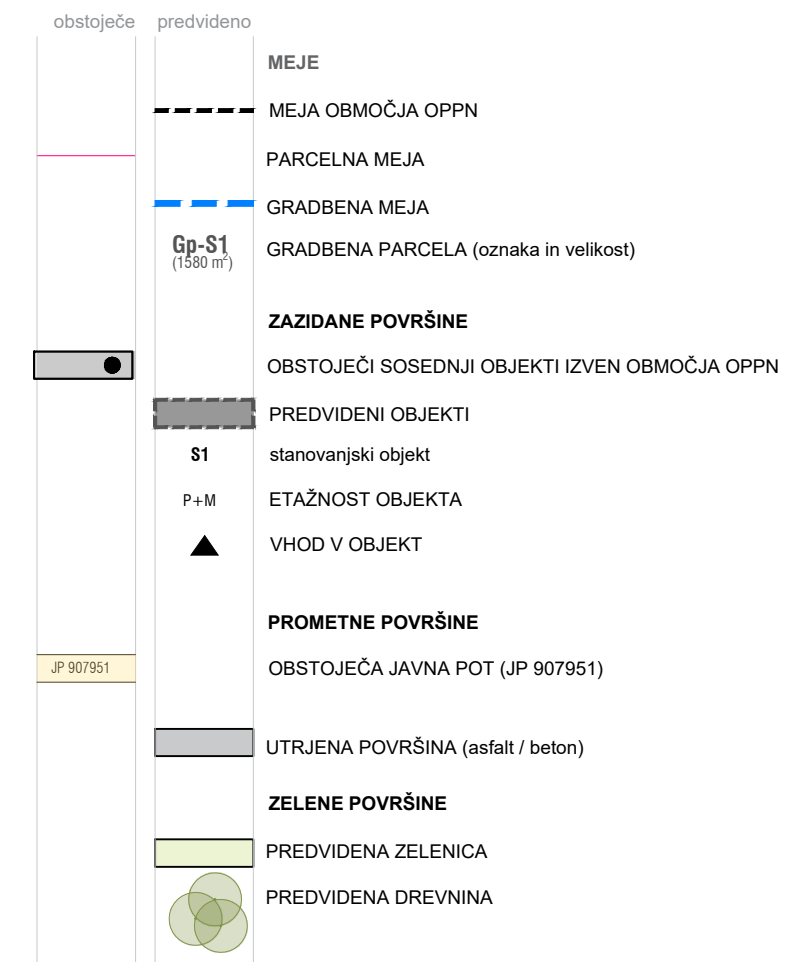 obstoječe predvideno
MEJE
MEJA OBMOČJA OPPN
PARCELNA MEJA
GRADBENA MEJA
Gp-S1
(1580 m²)
GRADBENA PARCELA (oznaka in velikost)
ZAZIDANE POVRŠINE
OBSTOJEČI SOSEDNJI OBJEKTI IZVEN OBMOČJA OPPN
PREDVIDENI OBJEKTI
S1 stanovanjski objekt
P+M ETAŽNOST OBJEKTA
VHOD V OBJEKT
PROMETNE POVRŠINE
JP 907951 OBSTOJEČA JAVNA POT (JP 907951)
UTRJENA POVRŠINA (asfalt / beton)
ZELENE POVRŠINE
PREDVIDENA ZELENICA
PREDVIDENA DREVNINA